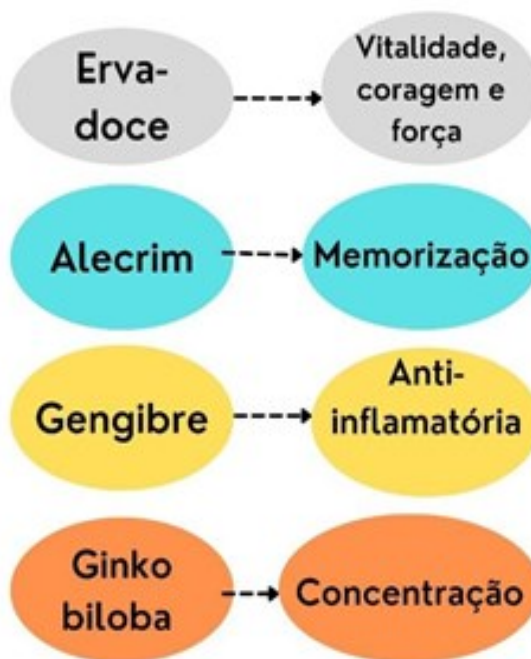 Erva-
doce
Vitalidade,
coragem e
força
Alecrim
Memorização
Gengibre
Anti-
inflamatória
Ginko
biloba
Concentração